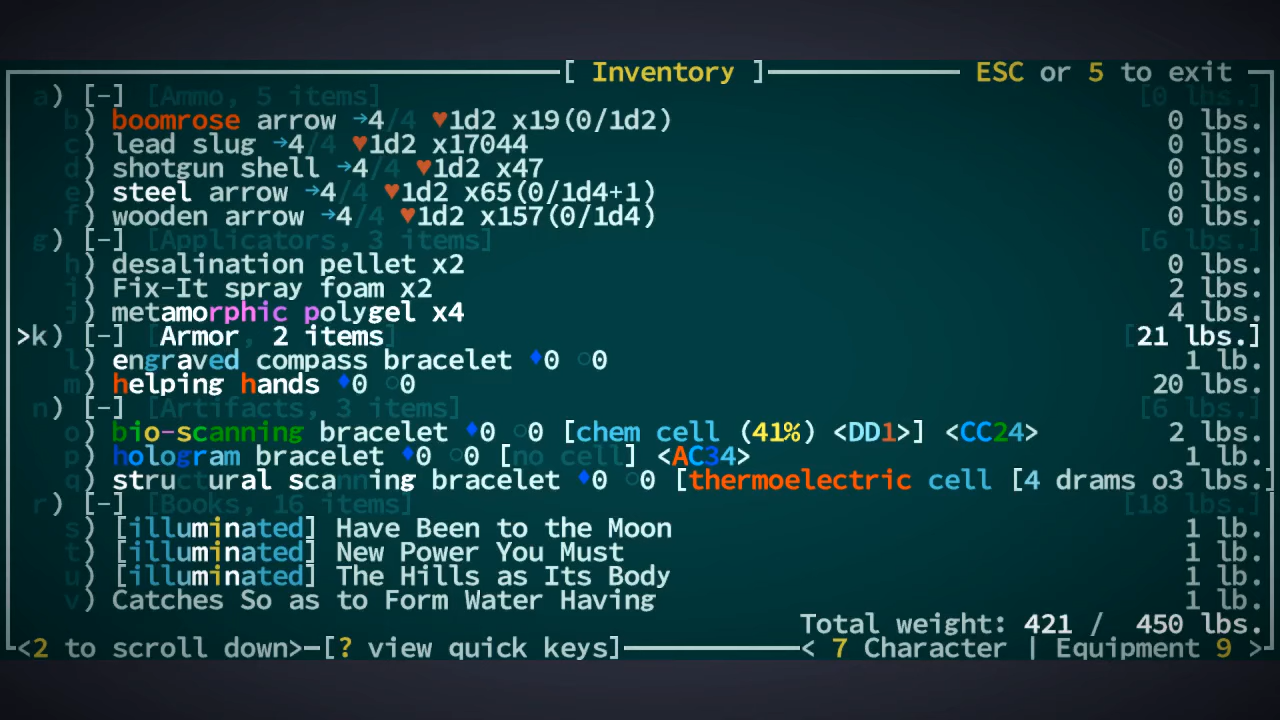 [ Inventory ] ESC or 5 to exit
a) [-] [Ammo, 5 items] [0 lbs.]
b) boomrose arrow →4/4 ♥1d2 x19(0/1d2) 0 lbs.
c) lead slug →4/4 ♥1d2 x17044 0 lbs.
d) shotgun shell →4/4 ♥1d2 x47 0 lbs.
e) steel arrow →4/4 ♥1d2 x65(0/1d4+1) 0 lbs.
f) wooden arrow →4/4 ♥1d2 x157(0/1d4) 0 lbs.
g) [-] [Applicators, 3 items] [6 lbs.]
h) desalination pellet x2 0 lbs.
i) Fix-It spray foam x2 2 lbs.
j) metamorphic polygel x4 4 lbs.
>k) [-] [Armor, 2 items] [21 lbs.]
l) engraved compass bracelet ♦0 ○0 1 lb.
m) helping hands ♦0 ○0 20 lbs.
n) [-] [Artifacts, 3 items] [6 lbs.]
o) bio-scanning bracelet ♦0 ○0 [chem cell (41%) <DD1>] <CC24> 2 lbs.
p) hologram bracelet ♦0 ○0 [no cell] <AC34> 1 lb.
q) structural scanning bracelet ♦0 ○0 [thermoelectric cell [4 drams o3 lbs.]
r) [-] [Books, 16 items] [18 lbs.]
s) [illuminated] Have Been to the Moon 1 lb.
t) [illuminated] New Power You Must 1 lb.
u) [illuminated] The Hills as Its Body 1 lb.
v) Catches So as to Form Water Having 1 lb.
Total weight: 421 / 450 lbs.
<2 to scroll down> [? view quick keys] < 7 Character | Equipment 9 >